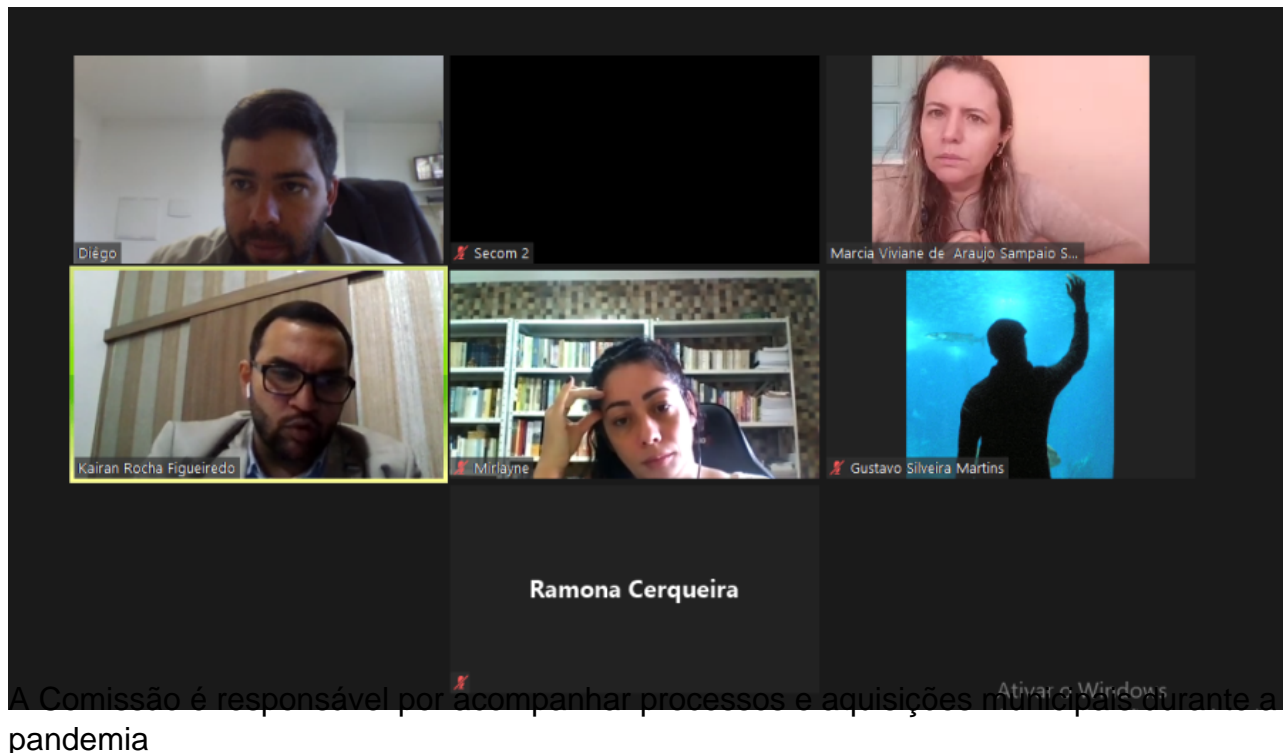 Diêgo
Secom 2
Marcia Viviane de Araujo Sampaio S...
Kairan Rocha Figueiredo
Mirlayne
Gustavo Silveira Martins
Ramona Cerqueira
Ativar o Windows
A Comissão é responsável por acompanhar processos e aquisições municipais durante a
pandemia